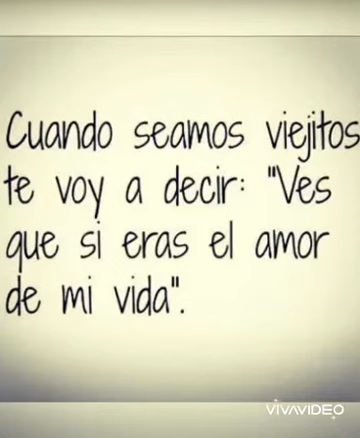 Cuando seamos viejitos
te voy a decir: "Ves
que si eras el amor
de mi vida".
VIVAVIDEO